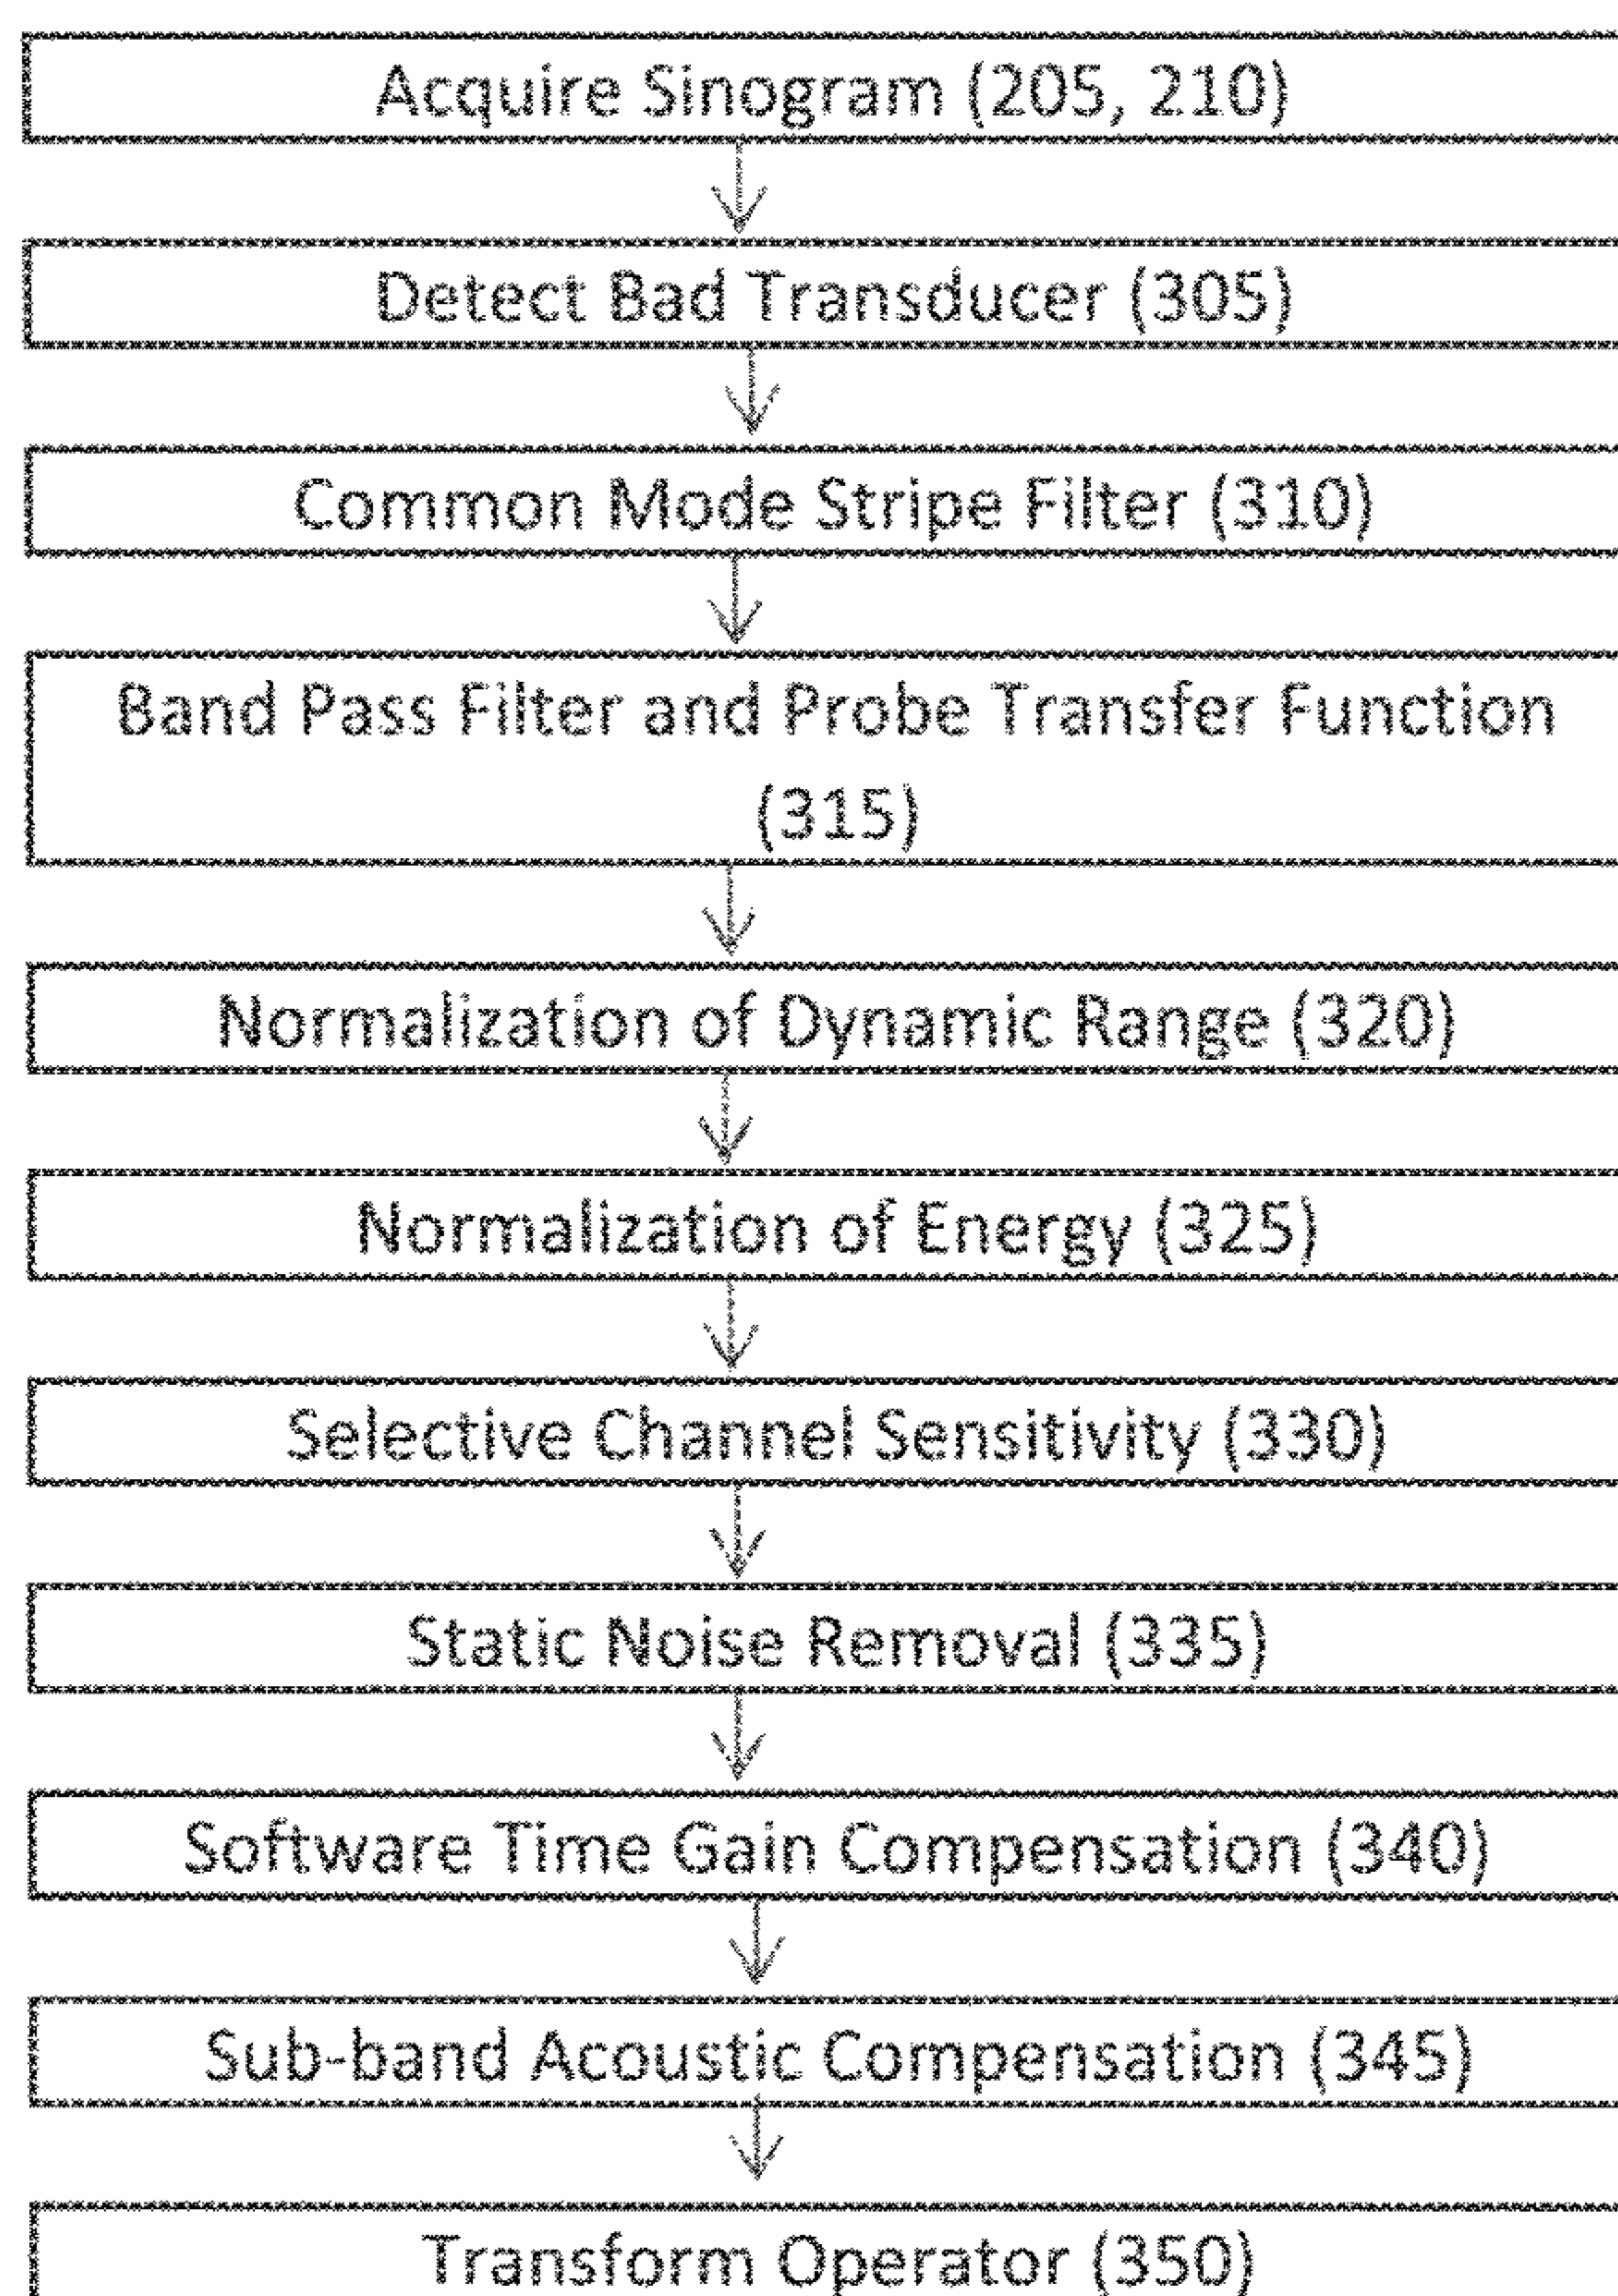 Acquire Sinogram (205, 210)
Detect Bad Transducer (305)
Common Mode Stripe Filter (310)
Band Pass Filter and Probe Transfer Function
(315)
Normalization of Dynamic Range (320)
Normalization of Energy (325)
Selective Channel Sensitivity (330)
Static Noise Removal (335)
Software Time Gain Compensation (340)
Sub-band Acoustic Compensation (345)
Transform Operator (350)